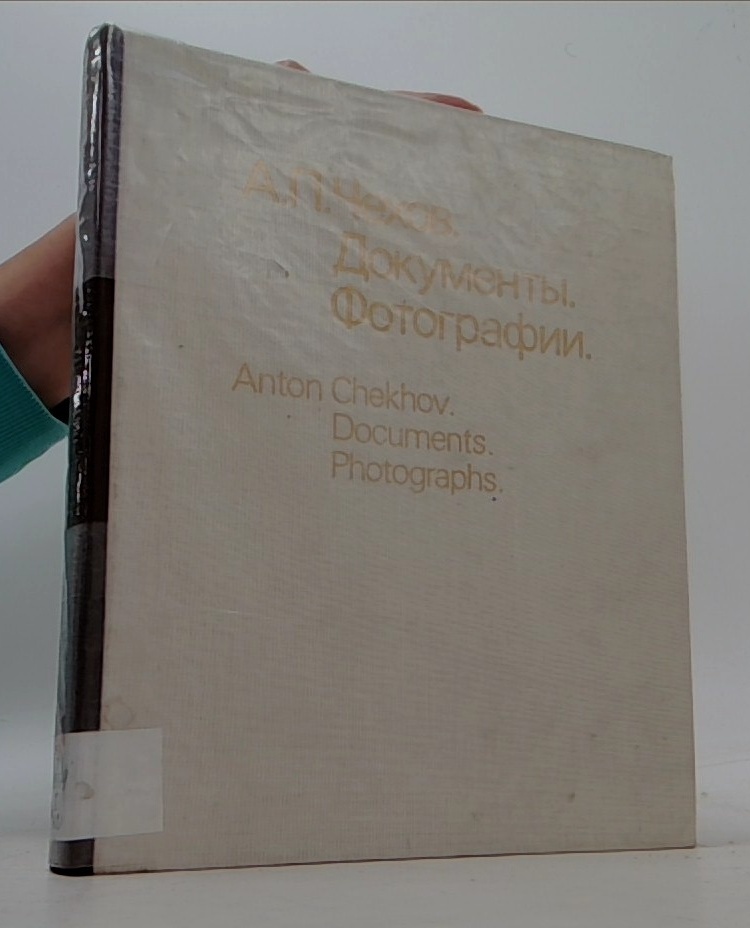 А.П.Чехов.
Документы.
Фотографии.
Anton Chekhov.
Documents.
Photographs.